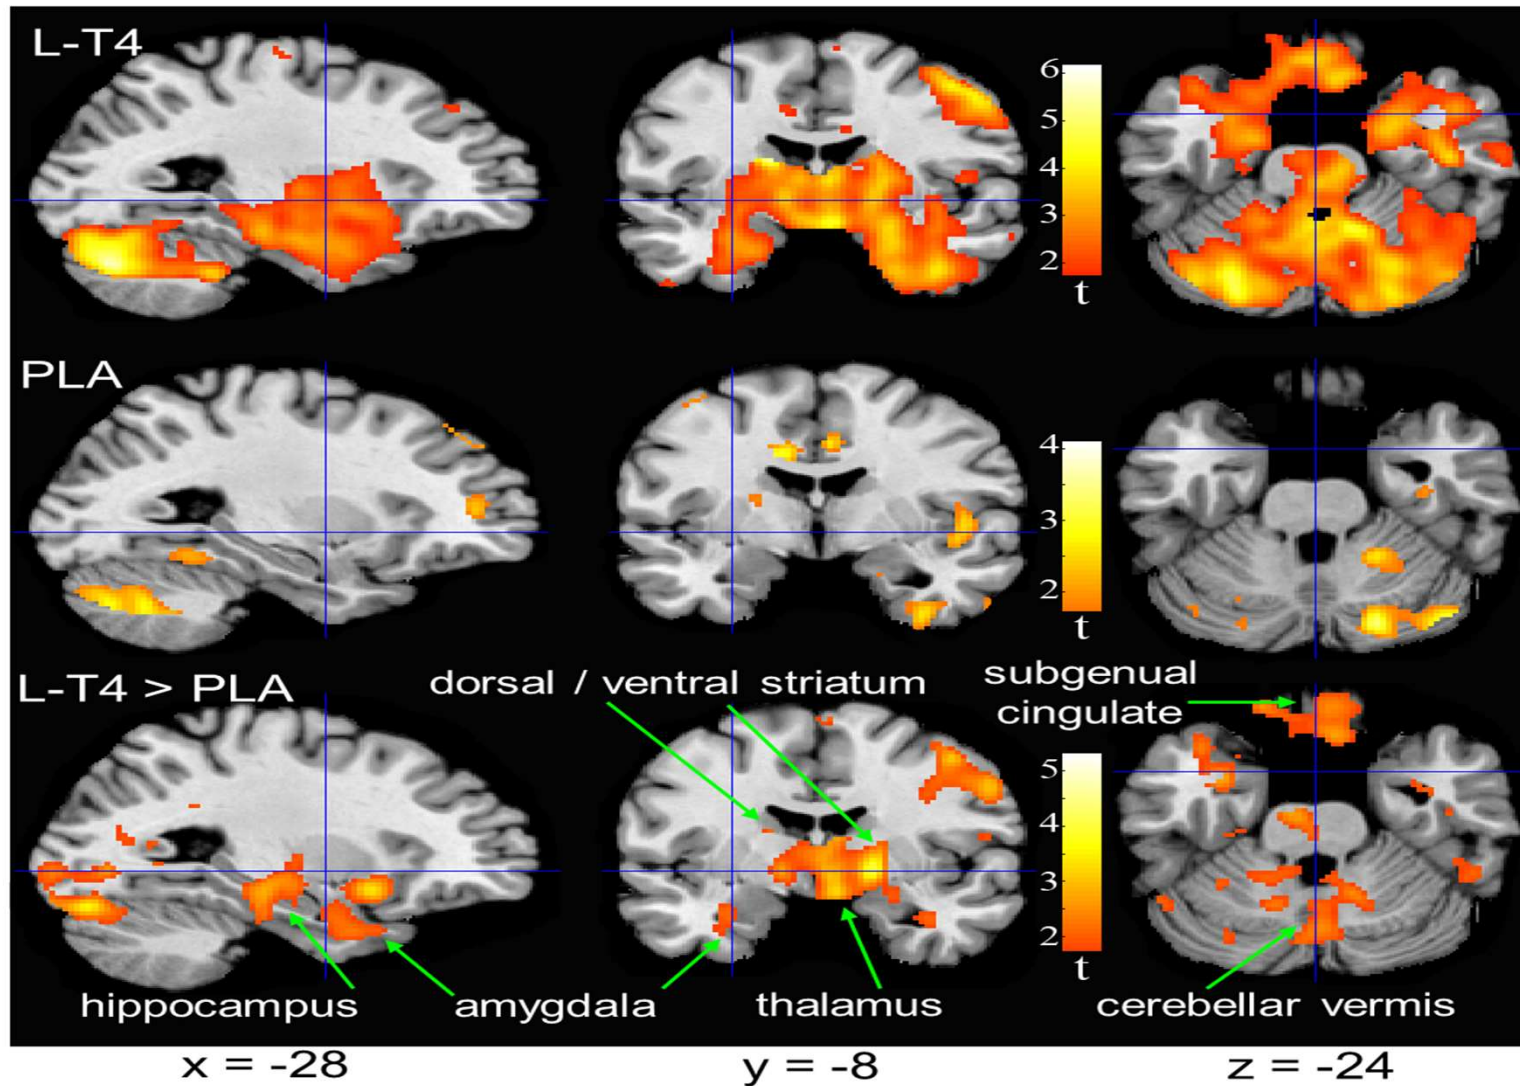 L-T4
6
5
4
3
2
t
PLA
4
3
2
t
L-T4 > PLA
dorsal / ventral striatum
subgenual
cingulate
5
4
3
2
t
hippocampus
amygdala
thalamus
cerebellar vermis
x = -28
y = -8
z = -24